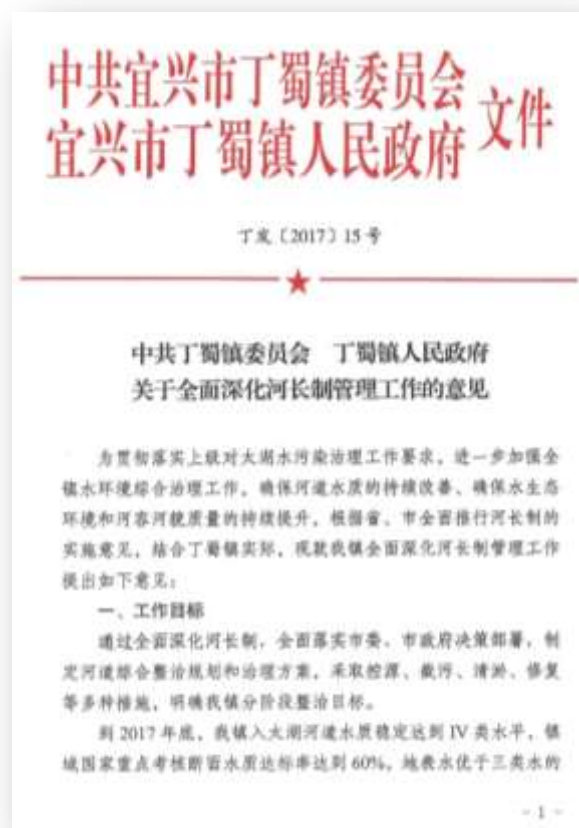 中共宜兴市丁蜀镇委员会
宜兴市丁蜀镇人民政府
文件
丁发〔2017〕15号
中共丁蜀镇委员会 丁蜀镇人民政府
关于全面深化河长制管理工作的意见
为贯彻落实上级对太湖水污染治理工作要求,进一步加强全
镇水环境综合治理工作,确保河道水质的持续改善、确保水生态
环境和河容河貌质量的持续提升,根据省、市全面推行河长制的
实施意见,结合丁蜀镇实际,现就我镇全面深化河长制管理工作
提出如下意见:
一、工作目标
通过全面深化河长制,全面落实市委、市政府决策部署,制
定河道综合整治规划和治理方案,采取控源、截污、清淤、修复
等多种措施,明确我镇分阶段整治目标。
到2017年底,我镇入太湖河道水质稳定达到IV类水平,镇
域国家重点考核断面水质达标率达到60%,地表水优于三类水的
- 1 -